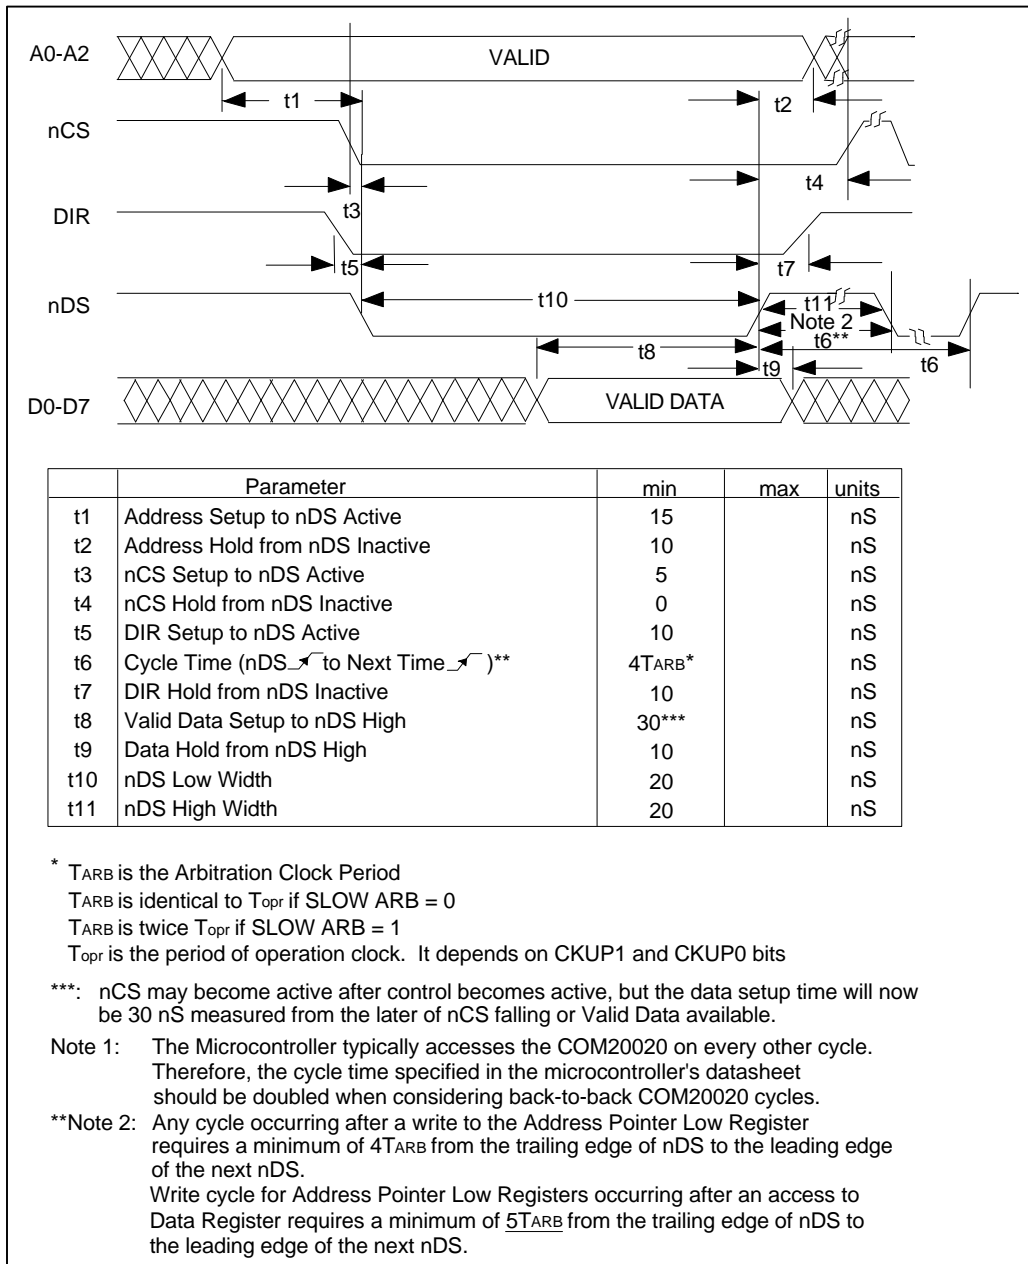 A0-A2
VALID
t1
t2
nCS
t3
t4
DIR
t5
t7
nDS
t10
t11
Note 2
t6**
t8
t6
t9
D0-D7
VALID DATA
Parameter min max units
t1 Address Setup to nDS Active 15 nS
t2 Address Hold from nDS Inactive 10 nS
t3 nCS Setup to nDS Active 5 nS
t4 nCS Hold from nDS Inactive 0 nS
t5 DIR Setup to nDS Active 10 nS
t6 Cycle Time (nDS to Next Time )** 4TARB* nS
t7 DIR Hold from nDS Inactive 10 nS
t8 Valid Data Setup to nDS High 30*** nS
t9 Data Hold from nDS High 10 nS
t10 nDS Low Width 20 nS
t11 nDS High Width 20 nS
* TARB is the Arbitration Clock Period
TARB is identical to Topr if SLOW ARB = 0
TARB is twice Topr if SLOW ARB = 1
Topr is the period of operation clock. It depends on CKUP1 and CKUP0 bits
***: nCS may become active after control becomes active, but the data setup time will now
be 30 nS measured from the later of nCS falling or Valid Data available.
Note 1: The Microcontroller typically accesses the COM20020 on every other cycle.
Therefore, the cycle time specified in the microcontroller's datasheet
should be doubled when considering back-to-back COM20020 cycles.
**Note 2: Any cycle occurring after a write to the Address Pointer Low Register
requires a minimum of 4TARB from the trailing edge of nDS to the leading edge
of the next nDS.
Write cycle for Address Pointer Low Registers occurring after an access to
Data Register requires a minimum of 5TARB from the trailing edge of nDS to
the leading edge of the next nDS.